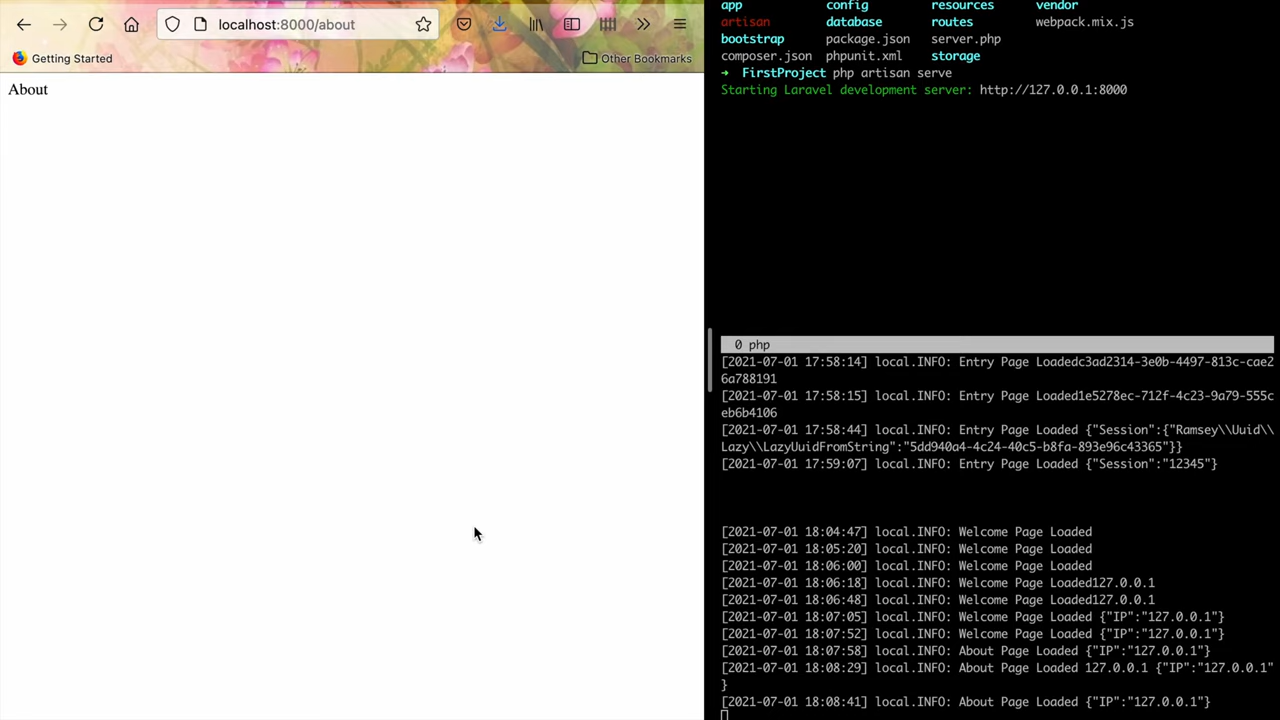 localhost:8000/about
Getting Started
Other Bookmarks
About
app config resources vendor
artisan database routes webpack.mix.js
bootstrap package.json server.php
composer.json phpunit.xml storage
➜ FirstProject php artisan serve
Starting Laravel development server: http://127.0.0.1:8000
0 php
[2021-07-01 17:58:14] local.INFO: Entry Page Loadedc3ad2314-3e0b-4497-813c-cae2
6a788191
[2021-07-01 17:58:15] local.INFO: Entry Page Loaded1e5278ec-712f-4c23-9a79-555c
eb6b4106
[2021-07-01 17:58:44] local.INFO: Entry Page Loaded {"Session":{"Ramsey\\Uuid\\
Lazy\\LazyUuidFromString":"5dd940a4-4c24-40c5-b8fa-893e96c43365"}}
[2021-07-01 17:59:07] local.INFO: Entry Page Loaded {"Session":"12345"}
[2021-07-01 18:04:47] local.INFO: Welcome Page Loaded
[2021-07-01 18:05:20] local.INFO: Welcome Page Loaded
[2021-07-01 18:06:00] local.INFO: Welcome Page Loaded
[2021-07-01 18:06:18] local.INFO: Welcome Page Loaded127.0.0.1
[2021-07-01 18:06:48] local.INFO: Welcome Page Loaded127.0.0.1
[2021-07-01 18:07:05] local.INFO: Welcome Page Loaded {"IP":"127.0.0.1"}
[2021-07-01 18:07:52] local.INFO: Welcome Page Loaded {"IP":"127.0.0.1"}
[2021-07-01 18:07:58] local.INFO: About Page Loaded {"IP":"127.0.0.1"}
[2021-07-01 18:08:29] local.INFO: About Page Loaded 127.0.0.1 {"IP":"127.0.0.1"
}
[2021-07-01 18:08:41] local.INFO: About Page Loaded {"IP":"127.0.0.1"}